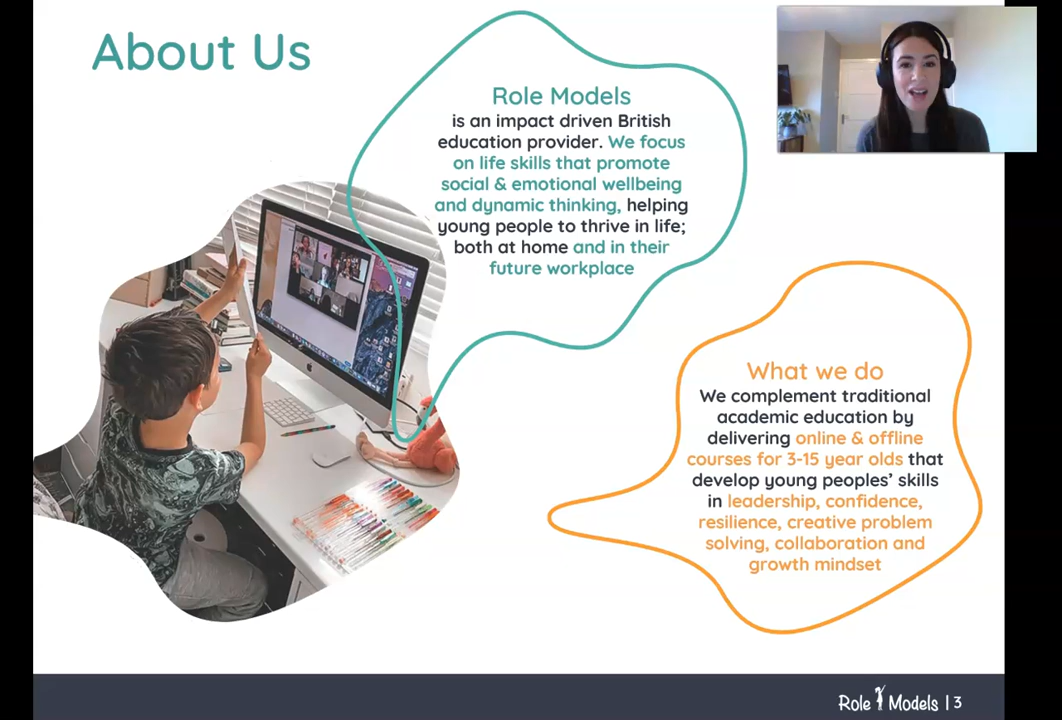 About Us
Role Models
is an impact driven British
education provider. We focus
on life skills that promote
social & emotional wellbeing
and dynamic thinking, helping
young people to thrive in life;
both at home and in their
future workplace
What we do
We complement traditional
academic education by
delivering online & offline
courses for 3-15 year olds that
develop young peoples’ skills
in leadership, confidence,
resilience, creative problem
solving, collaboration and
growth mindset
Role Models | 3